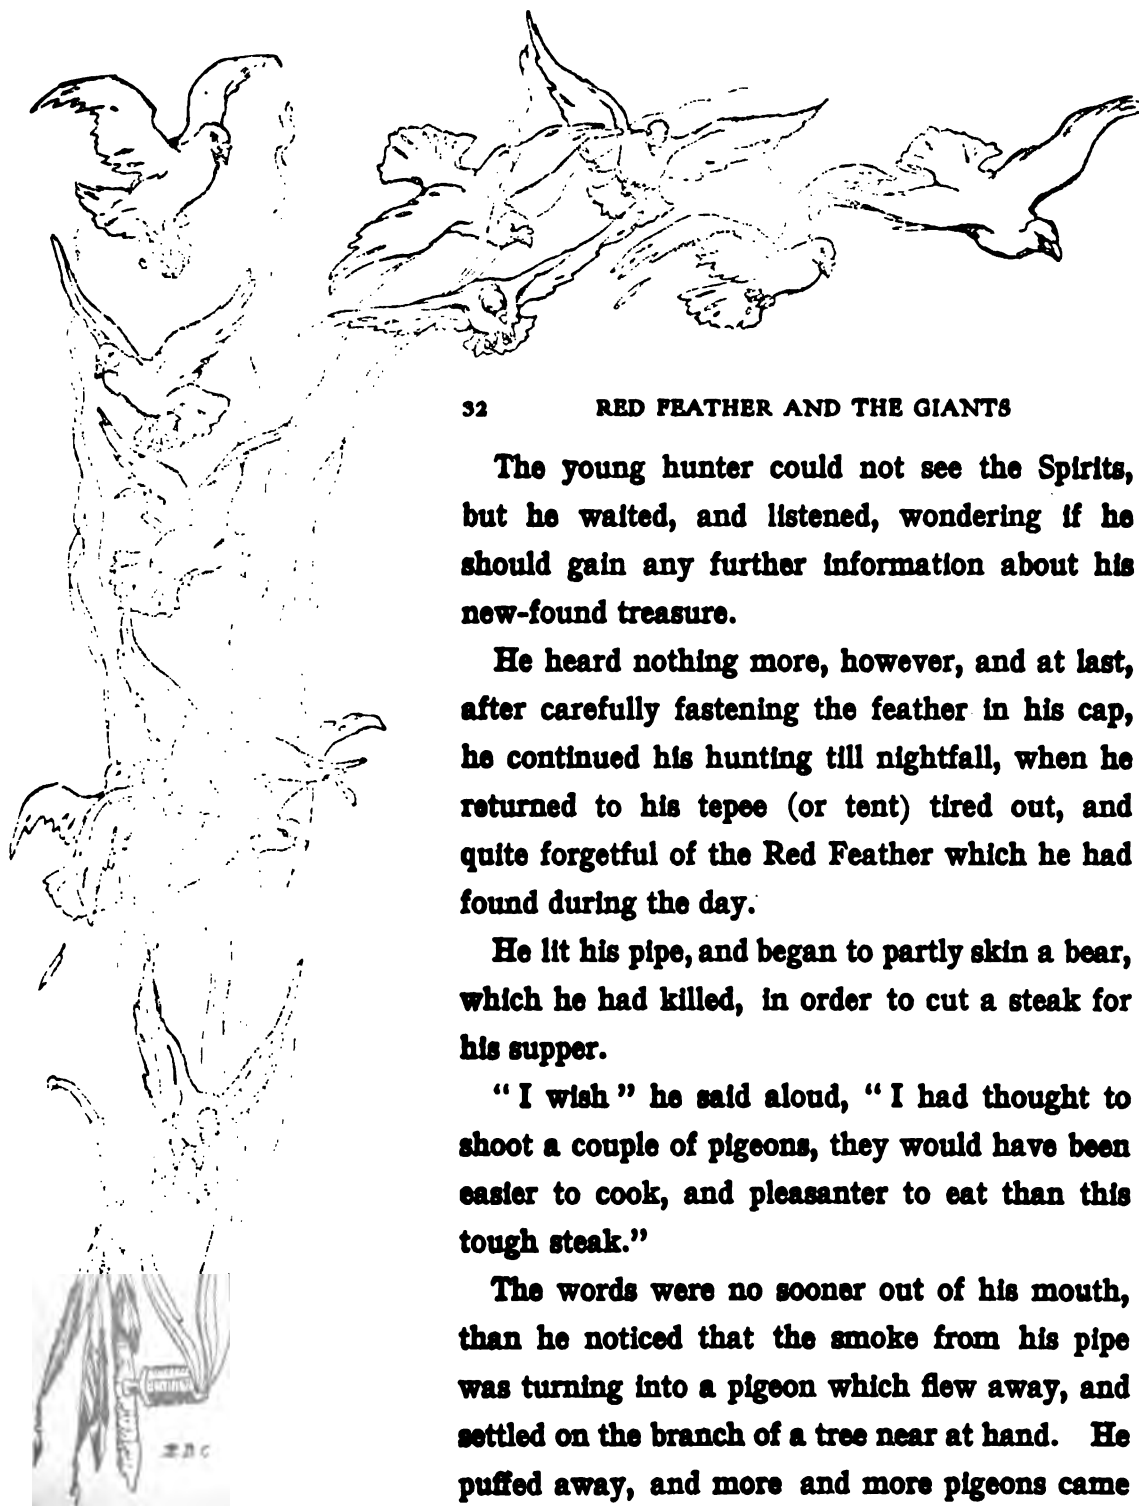 32 RED FEATHER AND THE GIANTS
The young hunter could not see the Spirits,
but he waited, and listened, wondering if he
should gain any further information about his
new-found treasure.
He heard nothing more, however, and at last,
after carefully fastening the feather in his cap,
he continued his hunting till nightfall, when he
returned to his tepee (or tent) tired out, and
quite forgetful of the Red Feather which he had
found during the day.
He lit his pipe, and began to partly skin a bear,
which he had killed, in order to cut a steak for
his supper.
“I wish” he said aloud, “I had thought to
shoot a couple of pigeons, they would have been
easier to cook, and pleasanter to eat than this
tough steak.”
The words were no sooner out of his mouth,
than he noticed that the smoke from his pipe
was turning into a pigeon which flew away, and
settled on the branch of a tree near at hand. He
puffed away, and more and more pigeons came